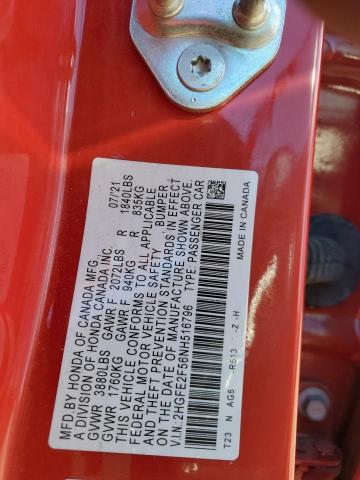 MFD. BY HONDA OF CANADA MFG.
A DIVISION OF HONDA CANADA INC. 07/21
GVWR 3880LBS GAWR F 2072LBS R 1840LBS
GVWR 1760KG GAWR F 940KG R 835KG
THIS VEHICLE CONFORMS TO ALL APPLICABLE
FEDERAL MOTOR VEHICLE SAFETY, BUMPER
AND THEFT PREVENTION STANDARDS IN EFFECT
ON THE DATE OF MANUFACTURE SHOWN ABOVE.
V.I.N: 2HGFE2F58NH516796 TYPE: PASSENGER CAR
T23 N AG5 R513 -Z -H MADE IN CANADA